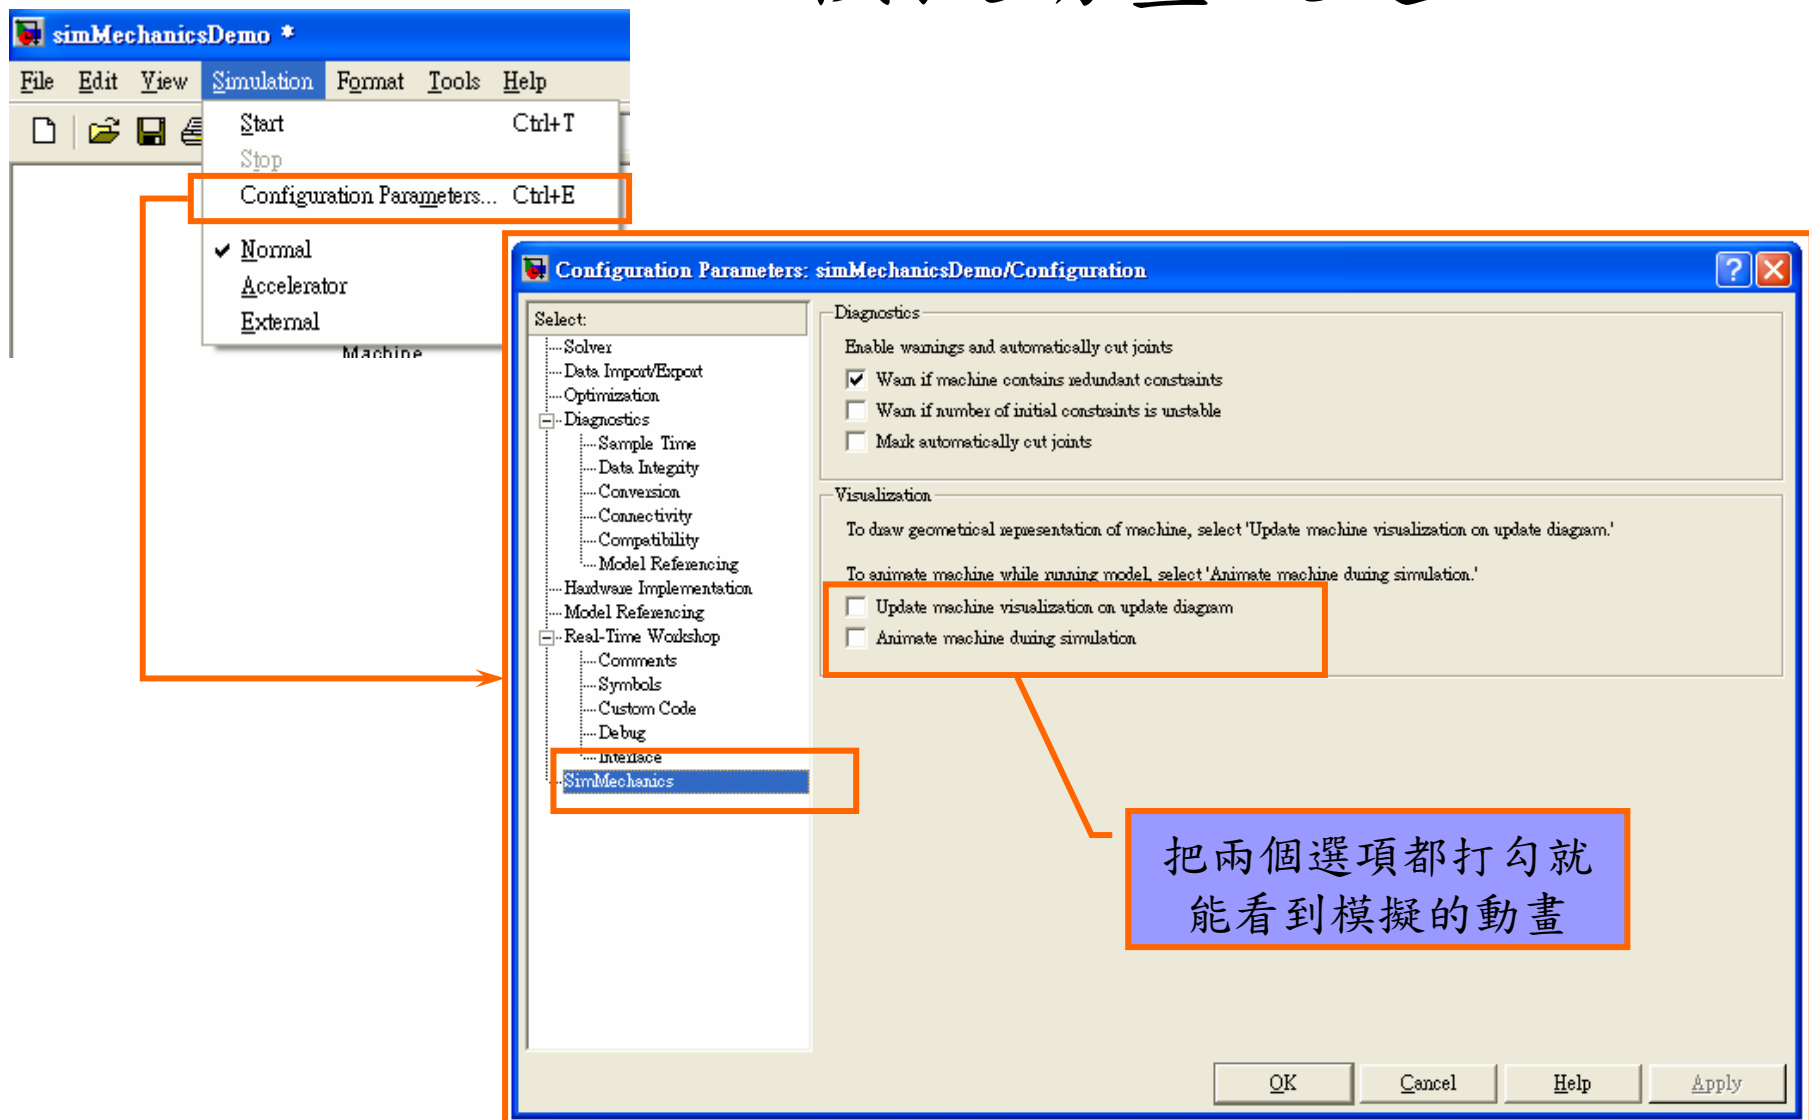 simMechanicsDemo *
File Edit View Simulation Format Tools Help
Start Ctrl+T
Stop
Configuration Parameters... Ctrl+E
Normal
Accelerator
External
Machine
Configuration Parameters: simMechanicsDemo/Configuration
Select:
Solver
Data Import/Export
Optimization
Diagnostics
Sample Time
Data Integrity
Conversion
Connectivity
Compatibility
Model Referencing
Hardware Implementation
Model Referencing
Real-Time Workshop
Comments
Symbols
Custom Code
Debug
Interface
SimMechanics
Diagnostics
Enable warnings and automatically cut joints
Warn if machine contains redundant constraints
Warn if number of initial constraints is unstable
Mark automatically cut joints
Visualization
To draw geometrical representation of machine, select 'Update machine visualization on update diagram.'
To animate machine while running model, select 'Animate machine during simulation.'
Update machine visualization on update diagram
Animate machine during simulation
把兩個選項都打勾就
能看到模擬的動畫
OK Cancel Help Apply